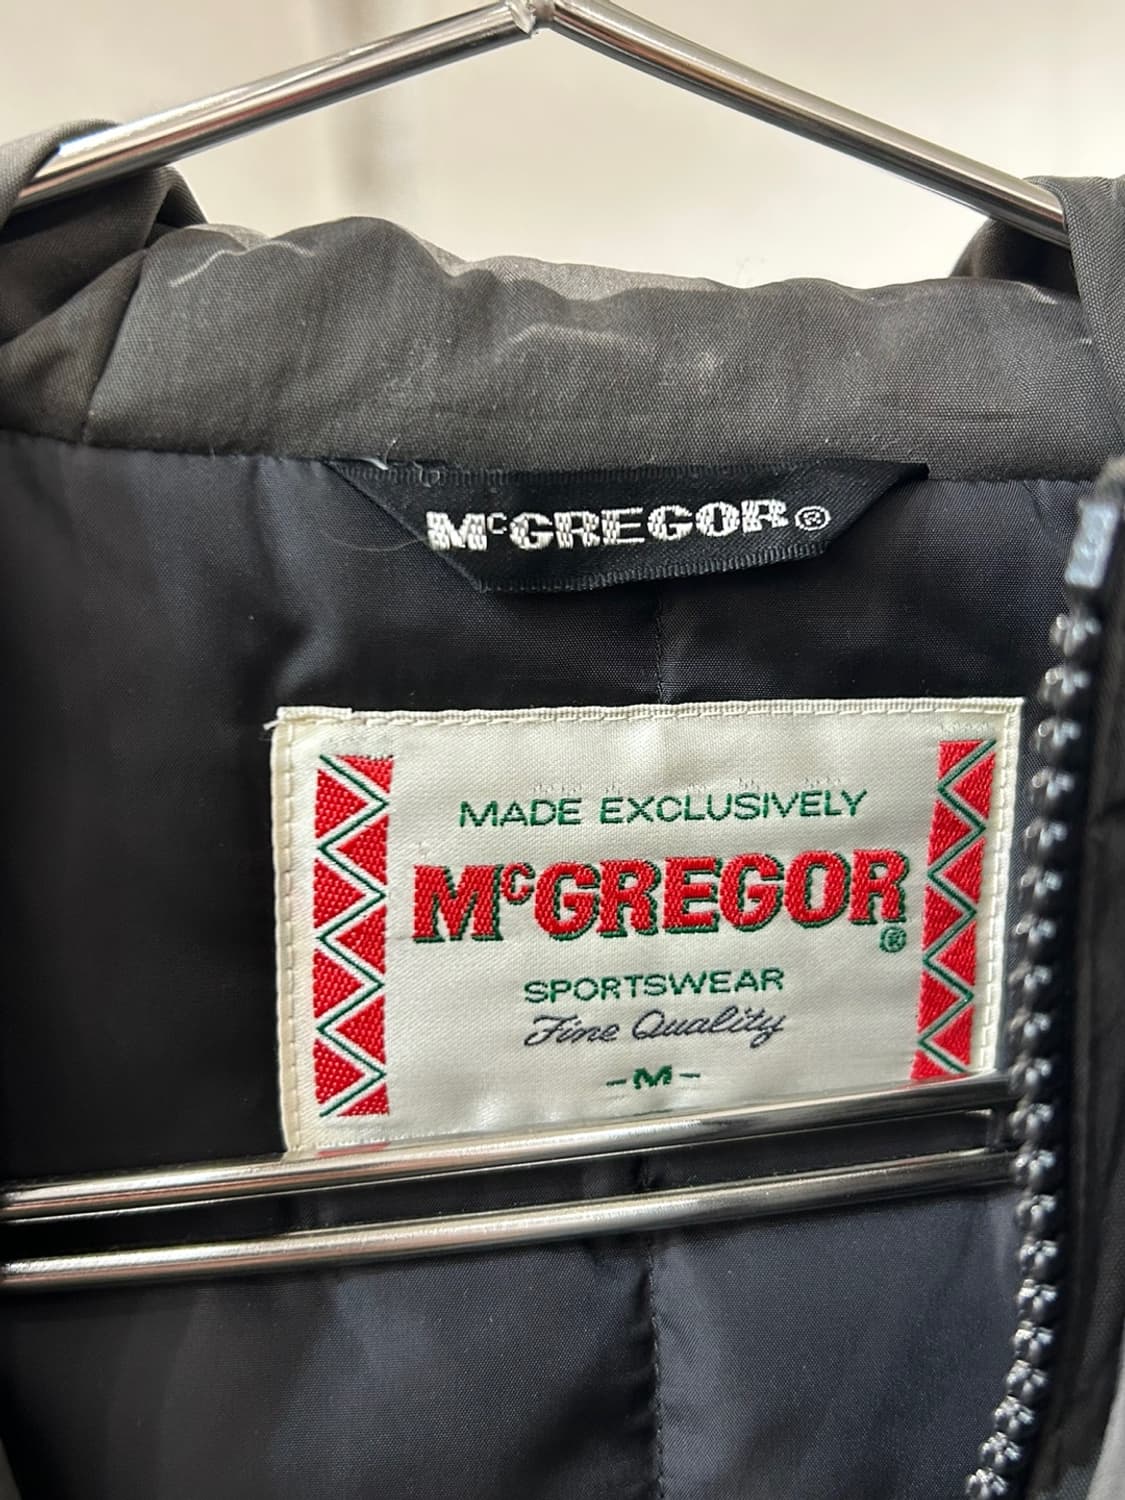 McGREGOR®
MADE EXCLUSIVELY
McGREGOR®
SPORTSWEAR
Fine Quality
-M-